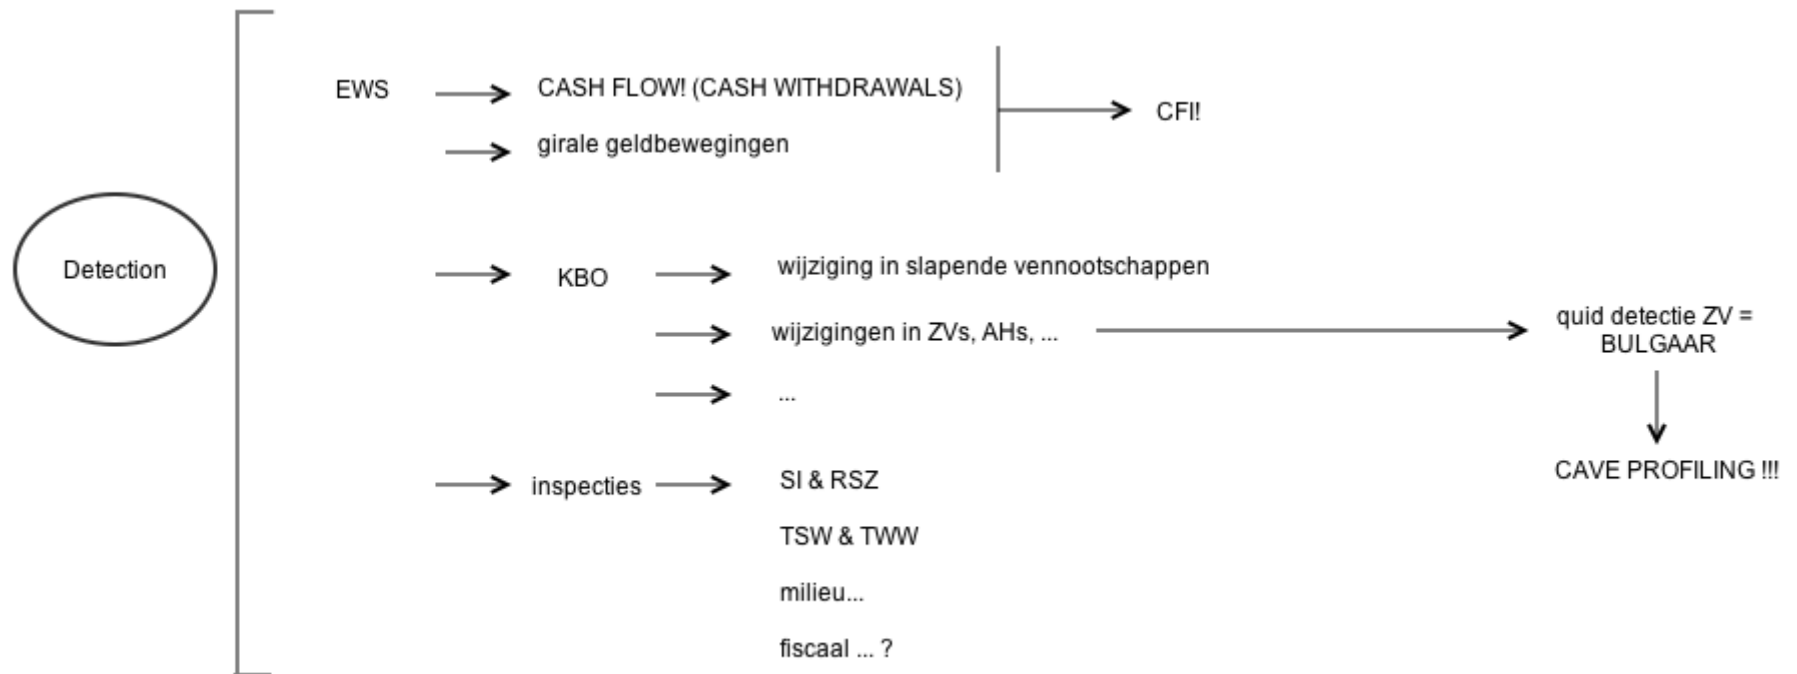 EWS
CASH FLOW! (CASH WITHDRAWALS)
CFI!
girale geldbewegingen
Detection
KBO
wijziging in slapende vennootschappen
wijzigingen in ZVs, AHs, ...
quid detectie ZV =
BULGAAR
...
CAVE PROFILING !!!
inspecties
SI & RSZ
TSW & TWW
milieu...
fiscaal ... ?